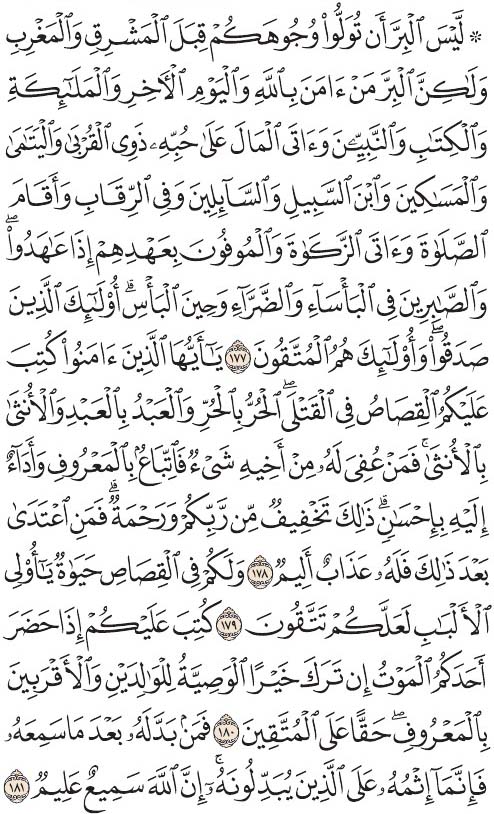 ۞ لَّيْسَ ٱلْبِرَّ أَن تُوَلُّوا۟ وُجُوهَكُمْ قِبَلَ ٱلْمَشْرِقِ وَٱلْمَغْرِبِ
وَلَٰكِنَّ ٱلْبِرَّ مَنْ ءَامَنَ بِٱللَّهِ وَٱلْيَوْمِ ٱلْأَخِرِ وَٱلْمَلَٰٓئِكَةِ
وَٱلْكِتَٰبِ وَٱلنَّبِيِّۦنَ وَءَاتَى ٱلْمَالَ عَلَىٰ حُبِّهِۦ ذَوِى ٱلْقُرْبَىٰ وَٱلْيَتَٰمَىٰ
وَٱلْمَسَٰكِينَ وَٱبْنَ ٱلسَّبِيلِ وَٱلسَّآئِلِينَ وَفِى ٱلرِّقَابِ وَأَقَامَ
ٱلصَّلَوٰةَ وَءَاتَى ٱلزَّكَوٰةَ وَٱلْمُوفُونَ بِعَهْدِهِمْ إِذَا عَٰهَدُوا۟ۖ
وَٱلصَّٰبِرِينَ فِى ٱلْبَأْسَآءِ وَٱلضَّرَّآءِ وَحِينَ ٱلْبَأْسِۗ أُو۟لَٰٓئِكَ ٱلَّذِينَ
صَدَقُوا۟ۖ وَأُو۟لَٰٓئِكَ هُمُ ٱلْمُتَّقُونَ ١٧٧ يَٰٓأَيُّهَا ٱلَّذِينَ ءَامَنُوا۟ كُتِبَ
عَلَيْكُمُ ٱلْقِصَاصُ فِى ٱلْقَتْلَىۖ ٱلْحُرُّ بِٱلْحُرِّ وَٱلْعَبْدُ بِٱلْعَبْدِ وَٱلْأُنثَىٰ
بِٱلْأُنثَىٰۚ فَمَنْ عُفِىَ لَهُۥ مِنْ أَخِيهِ شَىْءٌ فَٱتِّبَاعٌۢ بِٱلْمَعْرُوفِ وَأَدَآءٌ
إِلَيْهِ بِإِحْسَٰنٍۗ ذَٰلِكَ تَخْفِيفٌ مِّن رَّبِّكُمْ وَرَحْمَةٌۗ فَمَنِ ٱعْتَدَىٰ
بَعْدَ ذَٰلِكَ فَلَهُۥ عَذَابٌ أَلِيمٌ ١٧٨ وَلَكُمْ فِى ٱلْقِصَاصِ حَيَوٰةٌ يَٰٓأُو۟لِى
ٱلْأَلْبَٰبِ لَعَلَّكُمْ تَتَّقُونَ ١٧٩ كُتِبَ عَلَيْكُمْ إِذَا حَضَرَ
أَحَدَكُمُ ٱلْمَوْتُ إِن تَرَكَ خَيْرًا ٱلْوَصِيَّةُ لِلْوَٰلِدَيْنِ وَٱلْأَقْرَبِينَ
بِٱلْمَعْرُوفِۖ حَقًّا عَلَى ٱلْمُتَّقِينَ ١٨٠ فَمَنۢ بَدَّلَهُۥ بَعْدَ مَا سَمِعَهُۥ
فَإِنَّمَآ إِثْمُهُۥ عَلَى ٱلَّذِينَ يُبَدِّلُونَهُۥٓۚ إِنَّ ٱللَّهَ سَمِيعٌ عَلِيمٌ ١٨١